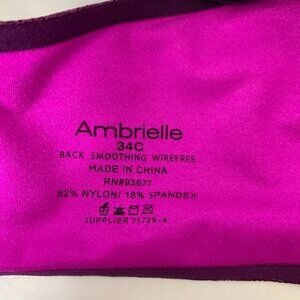 Ambrielle
34C
BACK SMOOTHING WIREFREE
MADE IN CHINA
RN#93677
82% NYLON/ 18% SPANDEX
SUPPLIER 75729-4